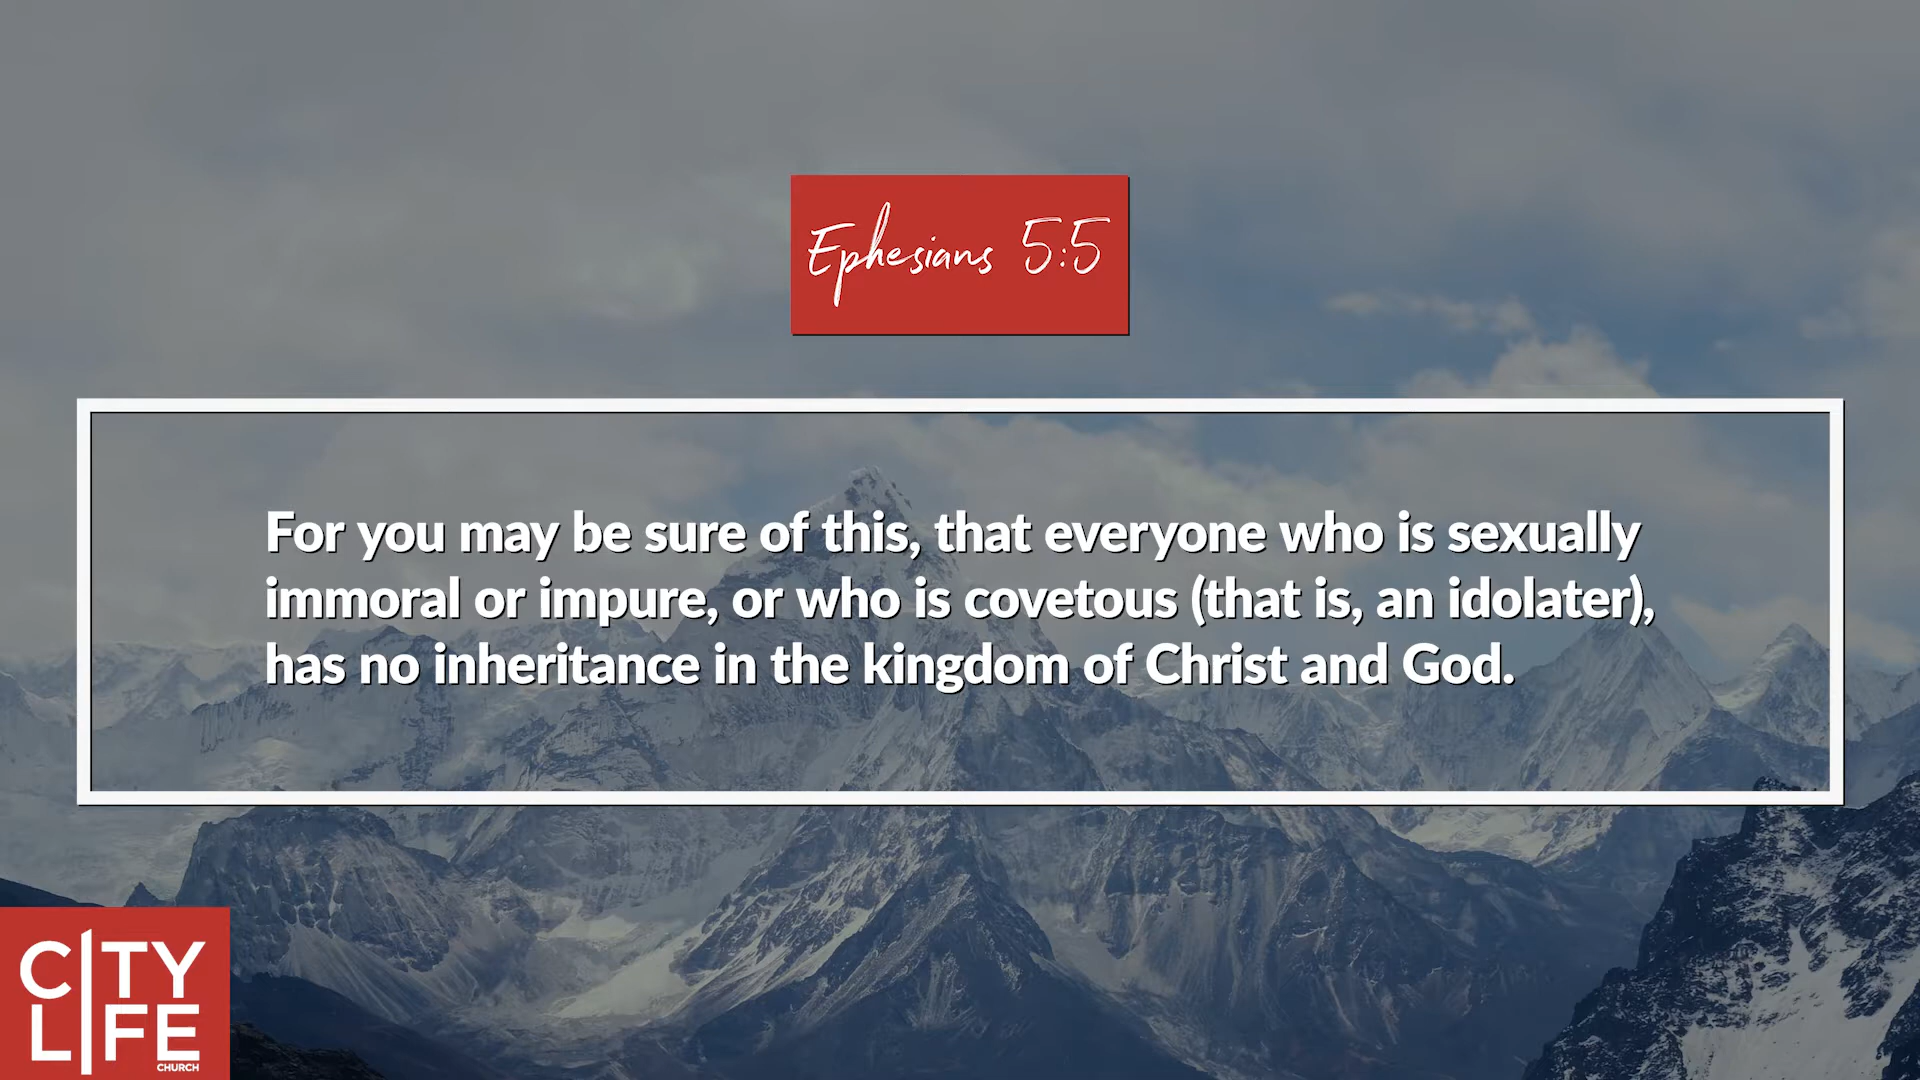 Ephesians 5:5
For you may be sure of this, that everyone who is sexually
immoral or impure, or who is covetous (that is, an idolater),
has no inheritance in the kingdom of Christ and God.
CITY
LIFE
CHURCH